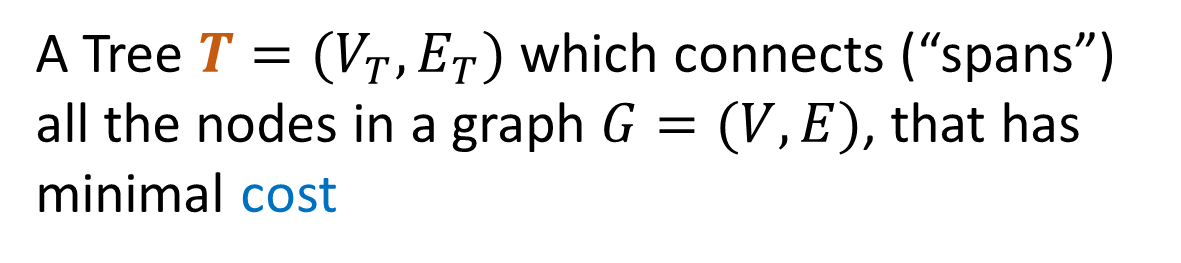 A Tree 𝑻 = (𝑉_𝑇, 𝐸_𝑇) which connects (“spans”)
all the nodes in a graph 𝐺 = (𝑉, 𝐸), that has
minimal cost